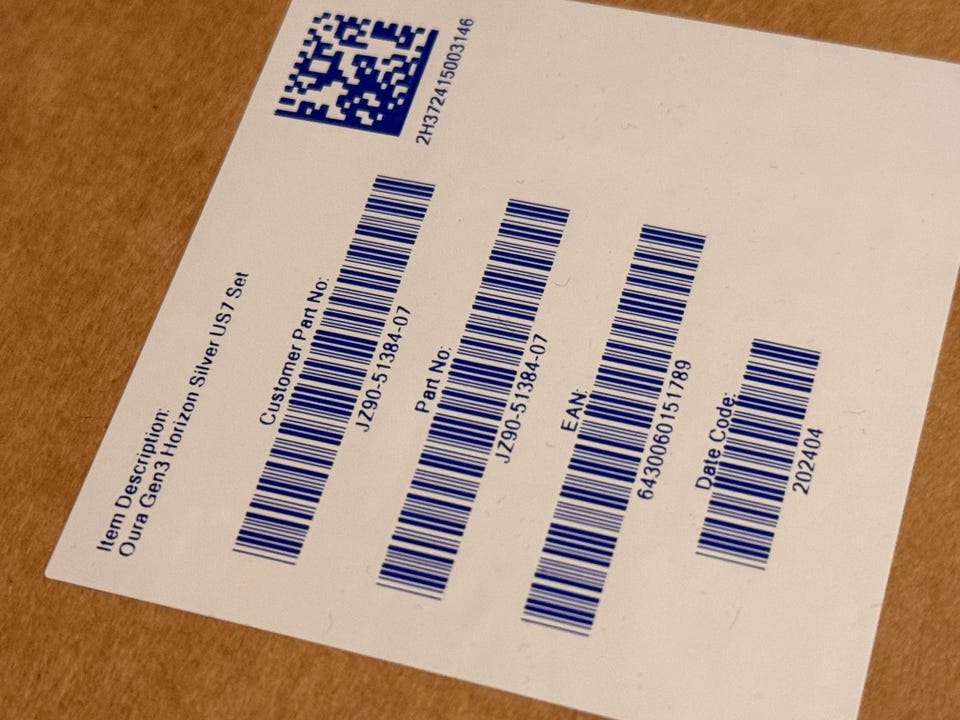 2H372415003146
Item Description:
Oura Gen3 Horizon Silver US7 Set
Customer Part No:
JZ90-51384-07
Part No:
JZ90-51384-07
EAN:
6430060151789
Date Code:
202404